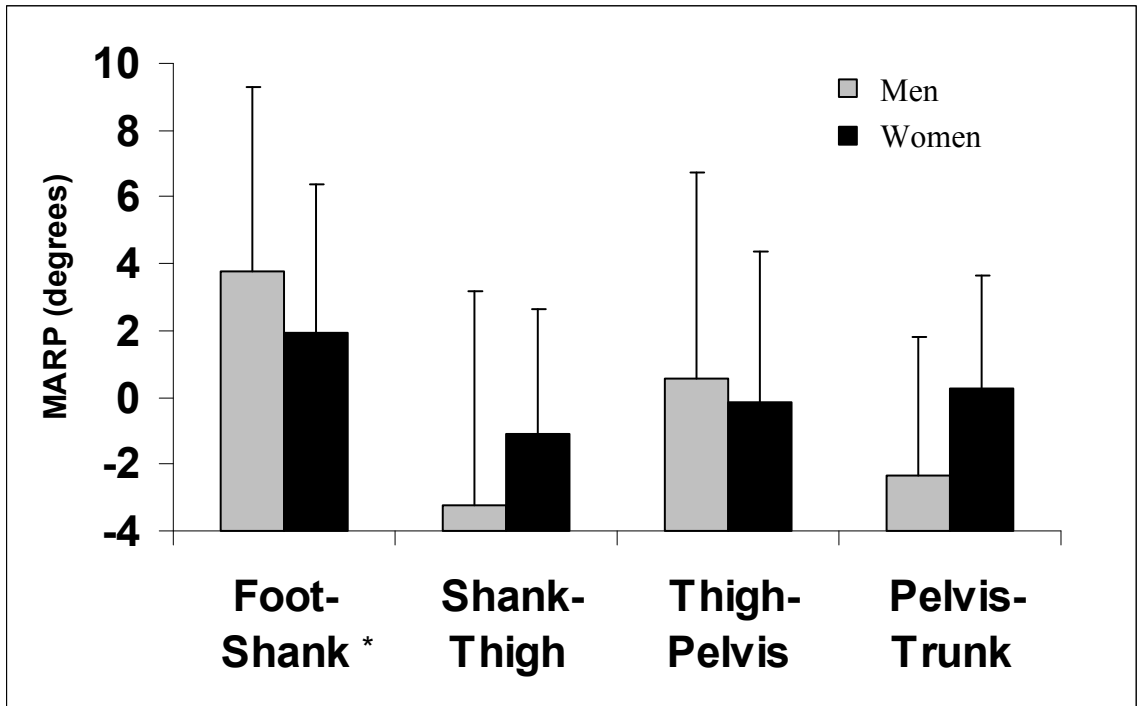 10
8
6
4
2
0
-2
-4
MARP (degrees)
Men
Women
Foot-
Shank *
Shank-
Thigh
Thigh-
Pelvis
Pelvis-
Trunk